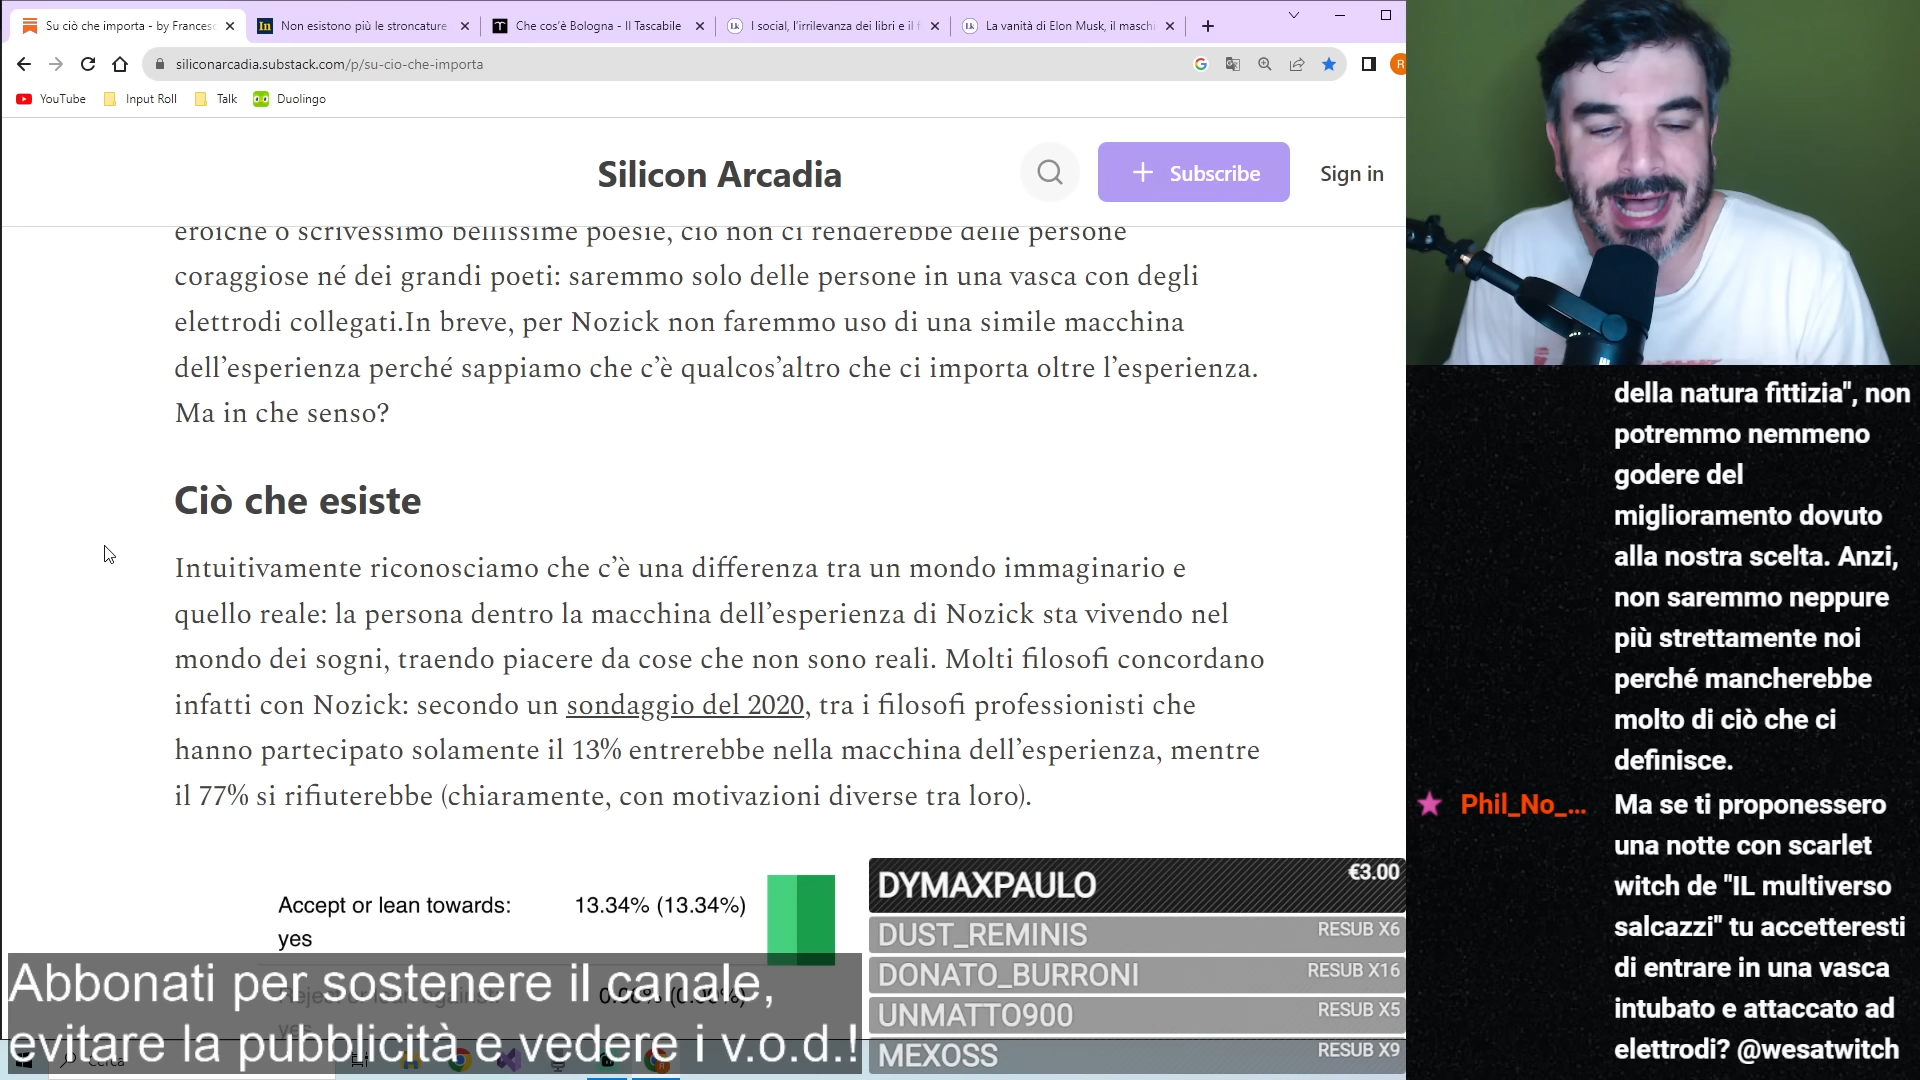 Su ciò che importa - by Francesc
Non esistono più le stroncature
Che cos'è Bologna - Il Tascabile
I social, l'irrilevanza dei libri e il f
La vanità di Elon Musk, il maschi
siliconarcadia.substack.com/p/su-cio-che-importa
YouTube
Input Roll
Talk
Duolingo
Silicon Arcadia
Subscribe
Sign in
eroiche o scrivessimo bellissime poesie, ciò non ci renderebbe delle persone
coraggiose né dei grandi poeti: saremmo solo delle persone in una vasca con degli
elettrodi collegati.In breve, per Nozick non faremmo uso di una simile macchina
dell'esperienza perché sappiamo che c'è qualcos'altro che ci importa oltre l'esperienza.
Ma in che senso?
Ciò che esiste
Intuitivamente riconosciamo che c'è una differenza tra un mondo immaginario e
quello reale: la persona dentro la macchina dell'esperienza di Nozick sta vivendo nel
mondo dei sogni, traendo piacere da cose che non sono reali. Molti filosofi concordano
infatti con Nozick: secondo un sondaggio del 2020, tra i filosofi professionisti che
hanno partecipato solamente il 13% entrerebbe nella macchina dell'esperienza, mentre
il 77% si rifiuterebbe (chiaramente, con motivazioni diverse tra loro).
Accept or lean towards: 13.34% (13.34%)
yes
Abbonati per sostenere il canale,
evitare la pubblicità e vedere i v.o.d.!
Cerca
DYMAXPAULO €3.00
DUST_REMINIS RESUB X6
DONATO_BURRONI RESUB X16
UNMATTO900 RESUB X5
MEXOSS RESUB X9
della natura fittizia", non
potremmo nemmeno
godere del
miglioramento dovuto
alla nostra scelta. Anzi,
non saremmo neppure
più strettamente noi
perché mancherebbe
molto di ciò che ci
definisce.
Phil_No_... Ma se ti proponessero
una notte con scarlet
witch de "IL multiverso
salcazzi" tu accetteresti
di entrare in una vasca
intubato e attaccato ad
elettrodi? @wesatwitch